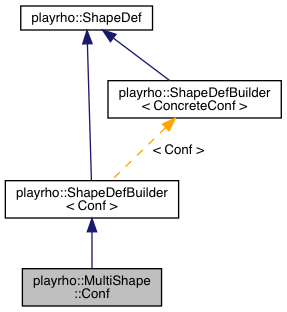 playrho::ShapeDef
playrho::ShapeDefBuilder
< ConcreteConf >
< Conf >
playrho::ShapeDefBuilder
< Conf >
playrho::MultiShape
::Conf